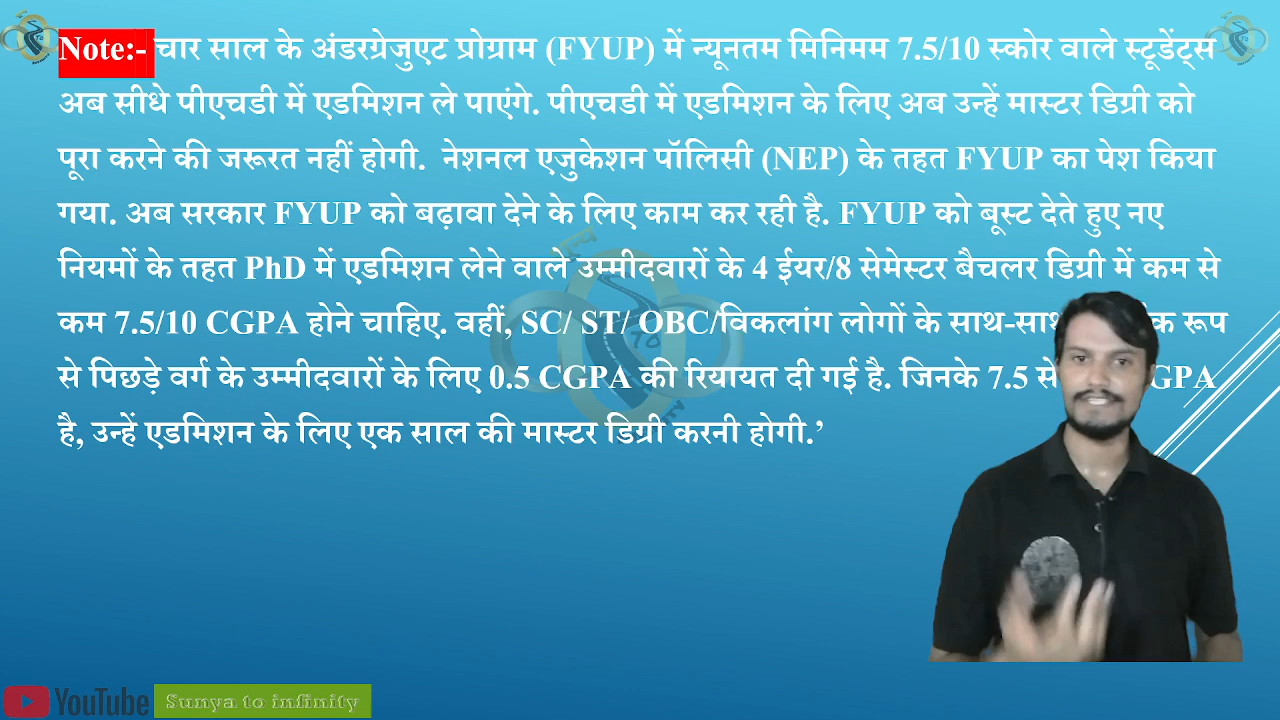 Note:- चार साल के अंडरग्रेजुएट प्रोग्राम (FYUP) में न्यूनतम मिनिमम 7.5/10 स्कोर वाले स्टूडेंट्स
अब सीधे पीएचडी में एडमिशन ले पाएंगे. पीएचडी में एडमिशन के लिए अब उन्हें मास्टर डिग्री को
पूरा करने की जरूरत नहीं होगी. नेशनल एजुकेशन पॉलिसी (NEP) के तहत FYUP का पेश किया
गया. अब सरकार FYUP को बढ़ावा देने के लिए काम कर रही है. FYUP को बूस्ट देते हुए नए
नियमों के तहत PhD में एडमिशन लेने वाले उम्मीदवारों के 4 ईयर/8 सेमेस्टर बैचलर डिग्री में कम से
कम 7.5/10 CGPA होने चाहिए. वहीं, SC/ ST/ OBC/विकलांग लोगों के रूप
से पिछड़े वर्ग के उम्मीदवारों के लिए 0.5 CGPA की रियायत दी गई है. जिनके 7.5
है, उन्हें एडमिशन के लिए एक साल की मास्टर डिग्री करनी होगी.’
YouTube Sunya to infinity